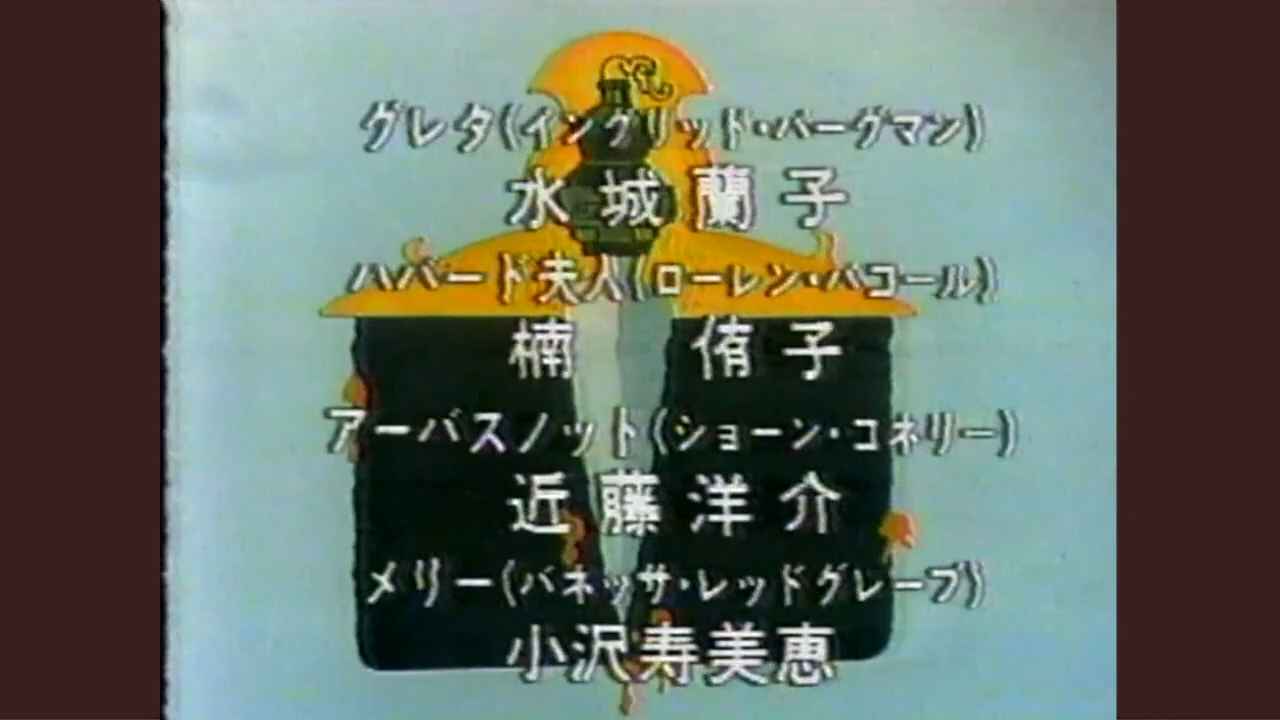 グレタ(イングリッド・バーグマン)
水城蘭子
ハバード夫人(ローレン・バコール)
楠 侑子
アーバスノット(ショーン・コネリー)
近藤洋介
メリー(バネッサ・レッドグレーブ)
小沢寿美恵